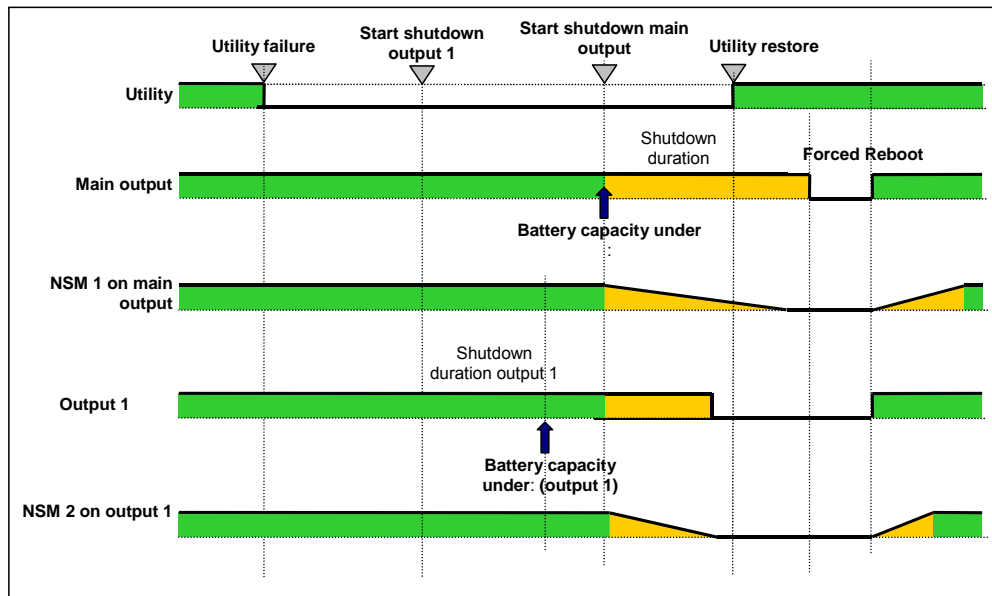 Utility failure
Start shutdown
output 1
Start shutdown main
output
Utility restore
Utility
Shutdown
duration
Forced Reboot
Main output
Battery capacity under
:
NSM 1 on main
output
Shutdown
duration output 1
Output 1
Battery capacity
under: (output 1)
NSM 2 on output 1